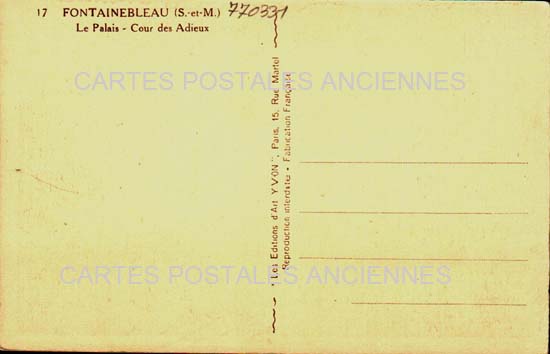 17 FONTAINEBLEAU (S.-et-M.) 770331
Le Palais - Cour des Adieux
CARTES POSTALES ANCIENNES
"Les Editions d'Art YVON", Paris, 15, Rue Martel
Reproduction interdite • Fabrication Française
CARTES POSTALES ANCIENNES